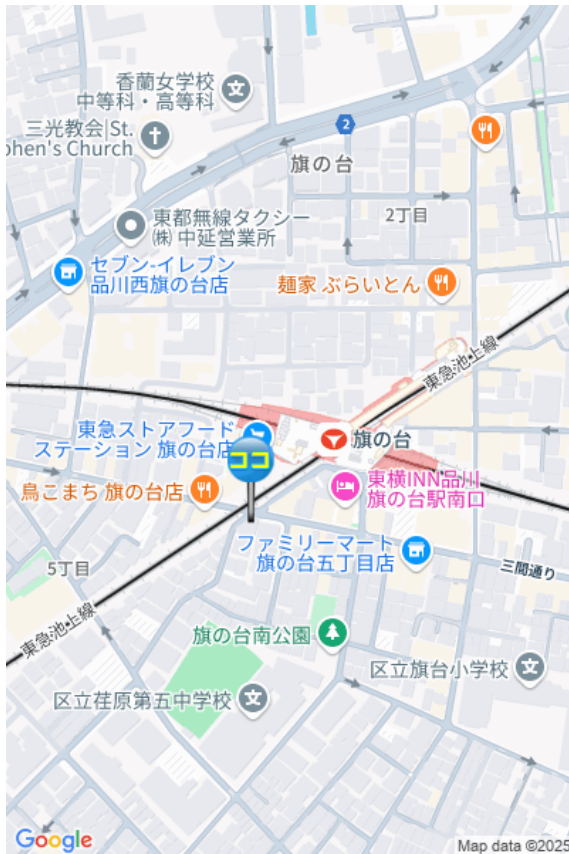 香蘭女学校
中等科・高等科
三光教会|St.
ohen's Church
2
旗の台
2丁目
東都無線タクシー
㈱ 中延営業所
セブン-イレブン
品川西旗の台店
麺家 ぶらいとん
東急池上線
東急ストアフード
ステーション 旗の台店
旗の台
ココ
鳥こまち 旗の台店
東横INN品川
旗の台駅南口
ファミリーマート
旗の台五丁目店
三間通り
5丁目
東急池上線
旗の台南公園
区立旗台小学校
区立荏原第五中学校
Google
Map data ©2025